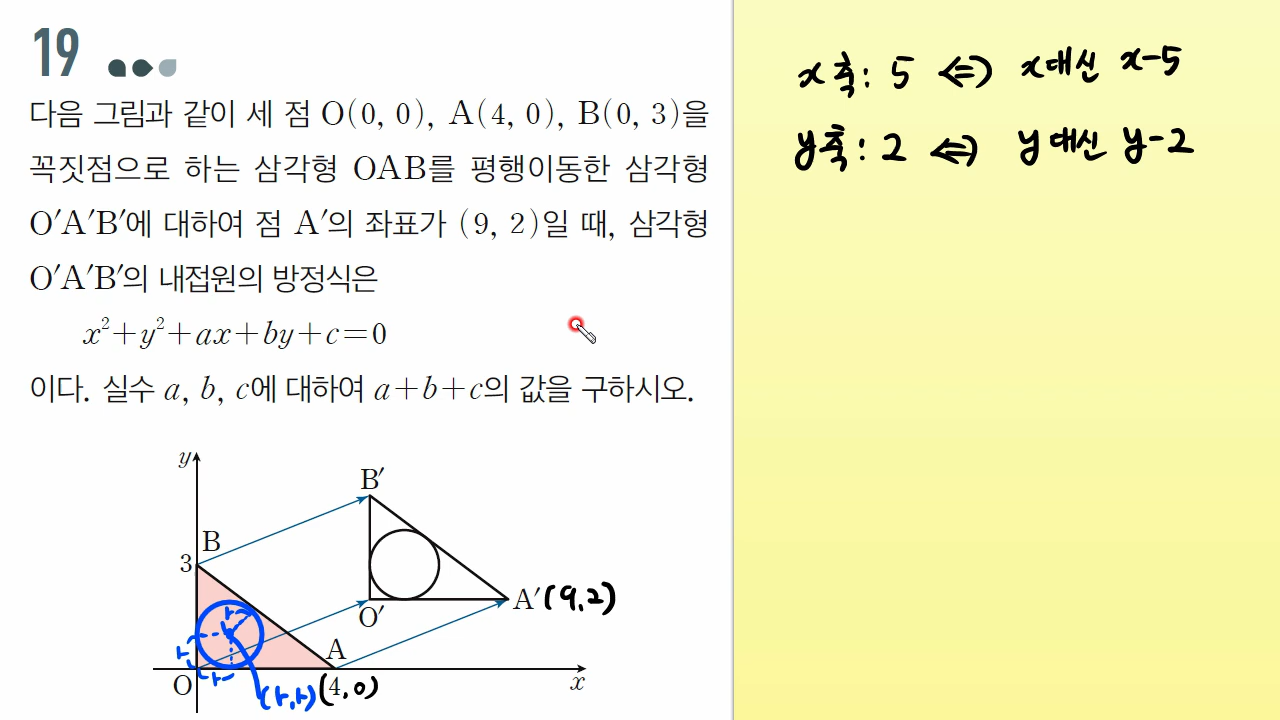 19
다음 그림과 같이 세 점 O(0, 0), A(4, 0), B(0, 3)을
꼭짓점으로 하는 삼각형 OAB를 평행이동한 삼각형
O′A′B′에 대하여 점 A′의 좌표가 (9, 2)일 때, 삼각형
O′A′B′의 내접원의 방정식은
x²+y²+ax+by+c=0
이다. 실수 a, b, c에 대하여 a+b+c의 값을 구하시오.
y
B′
B
3
O′
A′(9,2)
r
r
r
A
O
(r,r)
(4,0)
x
x축: 5 ⇔ x대신 x-5
y축: 2 ⇔ y대신 y-2